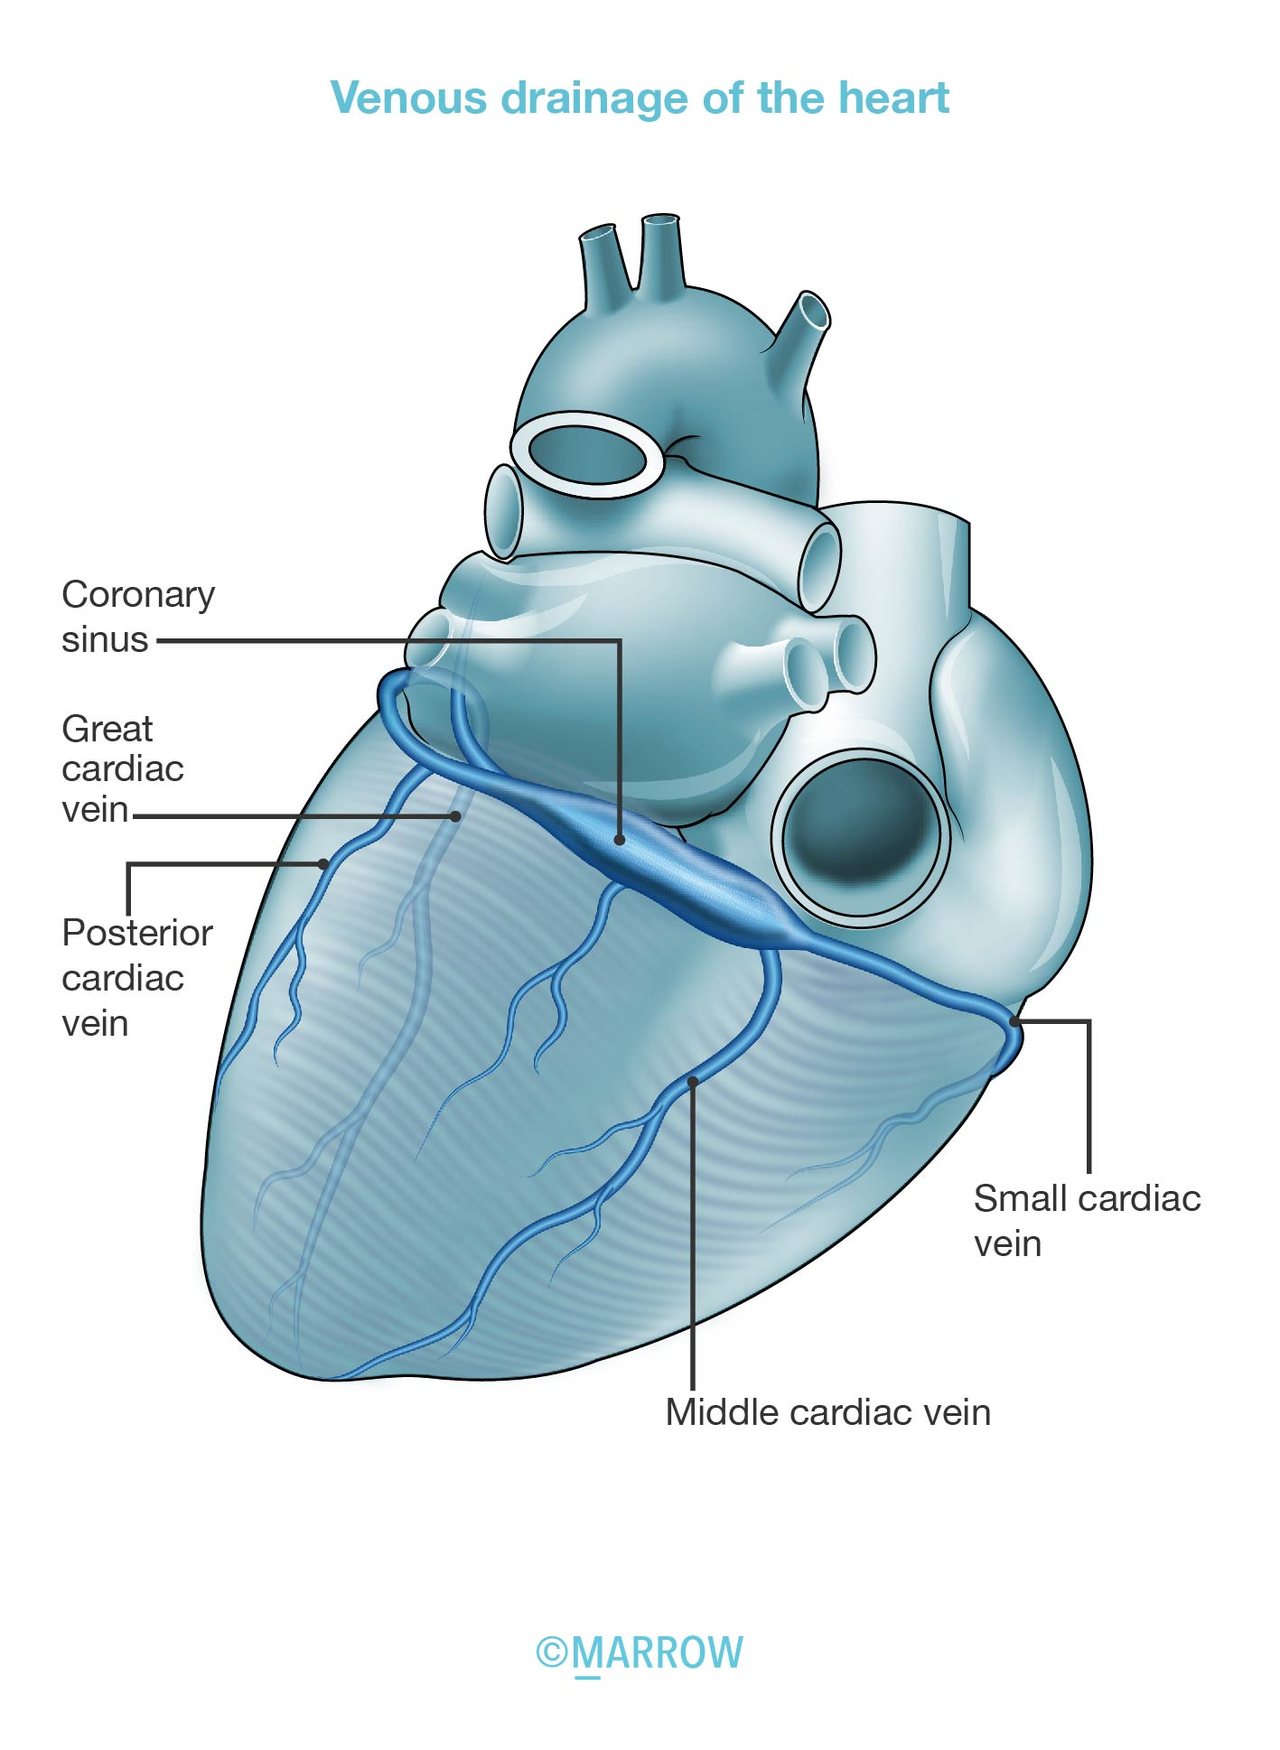 Venous drainage of the heart
Coronary
sinus
Great
cardiac
vein
Posterior
cardiac
vein
Small cardiac
vein
Middle cardiac vein
©MARROW